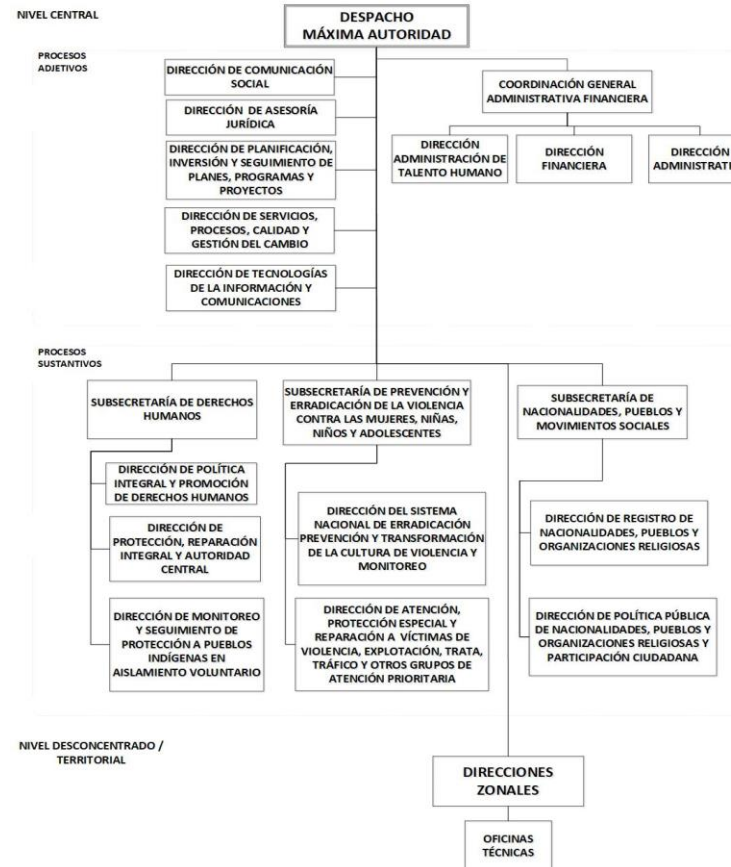 NIVEL CENTRAL
DESPACHO
MÁXIMA AUTORIDAD
PROCESOS
ADJETIVOS
DIRECCIÓN DE COMUNICACIÓN
SOCIAL
DIRECCIÓN DE ASESORÍA
JURÍDICA
DIRECCIÓN DE PLANIFICACIÓN,
INVERSIÓN Y SEGUIMIENTO DE
PLANES, PROGRAMAS Y
PROYECTOS
DIRECCIÓN DE SERVICIOS,
PROCESOS, CALIDAD Y
GESTIÓN DEL CAMBIO
DIRECCIÓN DE TECNOLOGÍAS
DE LA INFORMACIÓN Y
COMUNICACIONES
COORDINACIÓN GENERAL
ADMINISTRATIVA FINANCIERA
DIRECCIÓN
ADMINISTRACIÓN DE
TALENTO HUMANO
DIRECCIÓN
FINANCIERA
DIRECCIÓN
ADMINISTRATIV
PROCESOS
SUSTANTIVOS
SUBSECRETARÍA DE DERECHOS
HUMANOS
DIRECCIÓN DE POLÍTICA
INTEGRAL Y PROMOCIÓN
DE DERECHOS HUMANOS
DIRECCIÓN DE
PROTECCIÓN, REPARACIÓN
INTEGRAL Y AUTORIDAD
CENTRAL
DIRECCIÓN DE MONITOREO
Y SEGUIMIENTO DE
PROTECCIÓN A PUEBLOS
INDÍGENAS EN
AISLAMIENTO VOLUNTARIO
SUBSECRETARÍA DE PREVENCIÓN Y
ERRADICACIÓN DE LA VIOLENCIA
CONTRA LAS MUJERES, NIÑAS,
NIÑOS Y ADOLESCENTES
DIRECCIÓN DEL SISTEMA
NACIONAL DE ERRADICACIÓN
PREVENCIÓN Y TRANSFORMACIÓN
DE LA CULTURA DE VIOLENCIA Y
MONITOREO
DIRECCIÓN DE ATENCIÓN,
PROTECCIÓN ESPECIAL Y
REPARACIÓN A VÍCTIMAS DE
VIOLENCIA, EXPLOTACIÓN, TRATA,
TRÁFICO Y OTROS GRUPOS DE
ATENCIÓN PRIORITARIA
SUBSECRETARÍA DE
NACIONALIDADES, PUEBLOS Y
MOVIMIENTOS SOCIALES
DIRECCIÓN DE REGISTRO DE
NACIONALIDADES, PUEBLOS Y
ORGANIZACIONES RELIGIOSAS
DIRECCIÓN DE POLÍTICA PÚBLICA
DE NACIONALIDADES, PUEBLOS Y
ORGANIZACIONES RELIGIOSAS Y
PARTICIPACIÓN CIUDADANA
NIVEL DESCONCENTRADO /
TERRITORIAL
DIRECCIONES
ZONALES
OFICINAS
TÉCNICAS